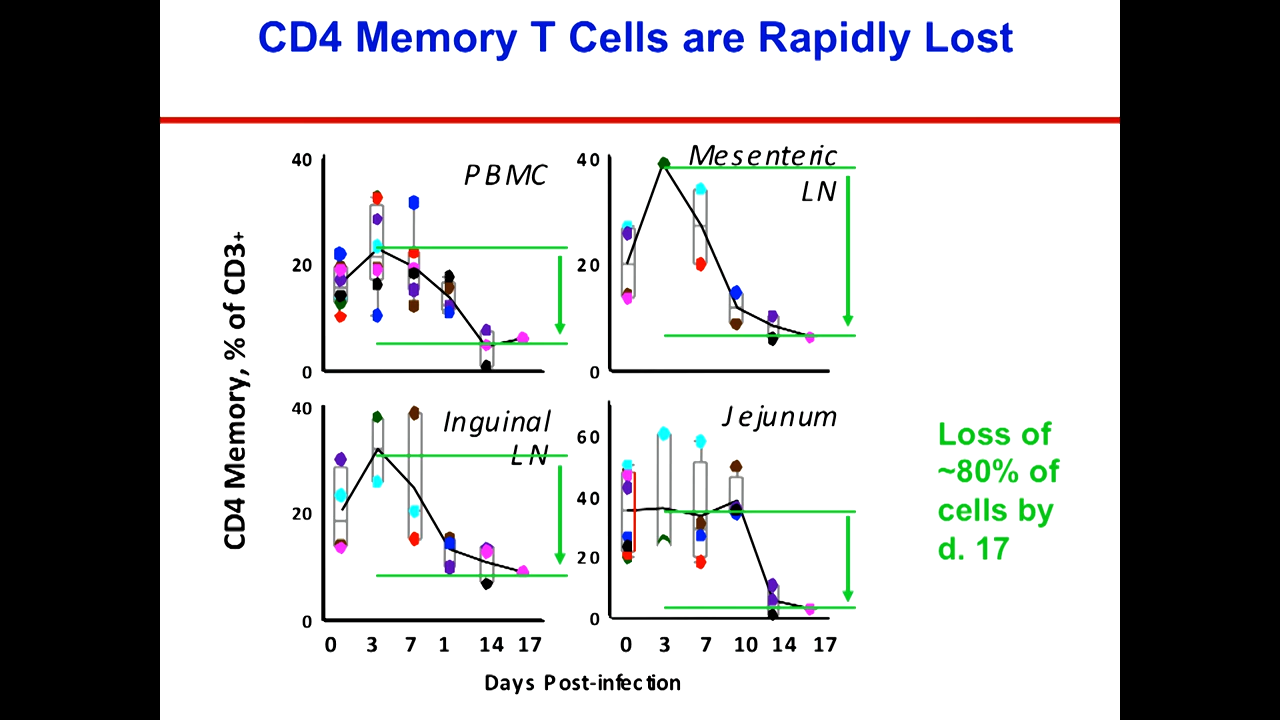 CD4 Memory T Cells are Rapidly Lost
CD4 Memory, % of CD3+
40
20
0
PBMC
40
20
0
Mesenteric
LN
40
20
0
Inguinal
LN
0 3 7 1 14 17
60
40
20
0
Jejunum
0 3 7 10 14 17
Days Post-infection
Loss of
~80% of
cells by
d. 17